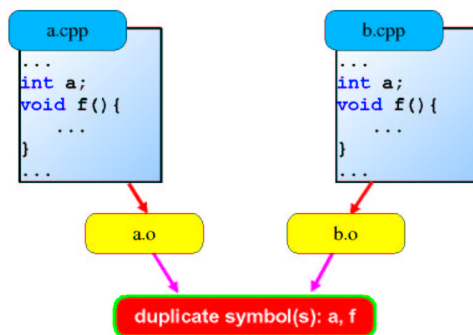 a.cpp
...
int a;
void f(){
...
}
...
b.cpp
...
int a;
void f(){
...
}
...
a.o
b.o
duplicate symbol(s): a, f